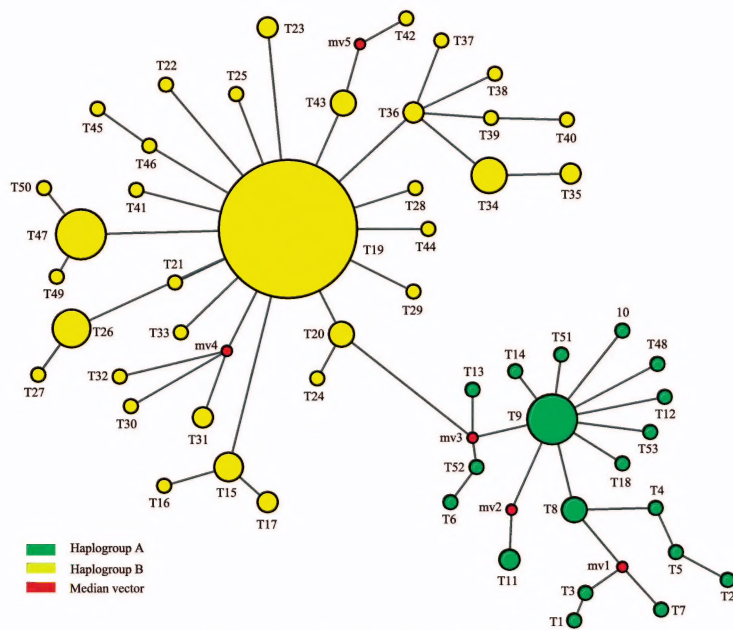 T42
T23
mv5
T37
T22
T25
T38
T43
T45
T36
T39
T40
T46
T50
T34
T35
T41
T28
T47
T44
T19
T21
T49
T29
T26
T33
T20
10
T51
T48
mv4
T13
T14
T27
T32
T24
T9
T12
T30
T31
mv3
T53
T52
T18
T15
T4
T16
T17
T6
mv2
T8
Haplogroup A
T11
mv1
T5
T2
Haplogroup B
T3
Median vector
T1
T7